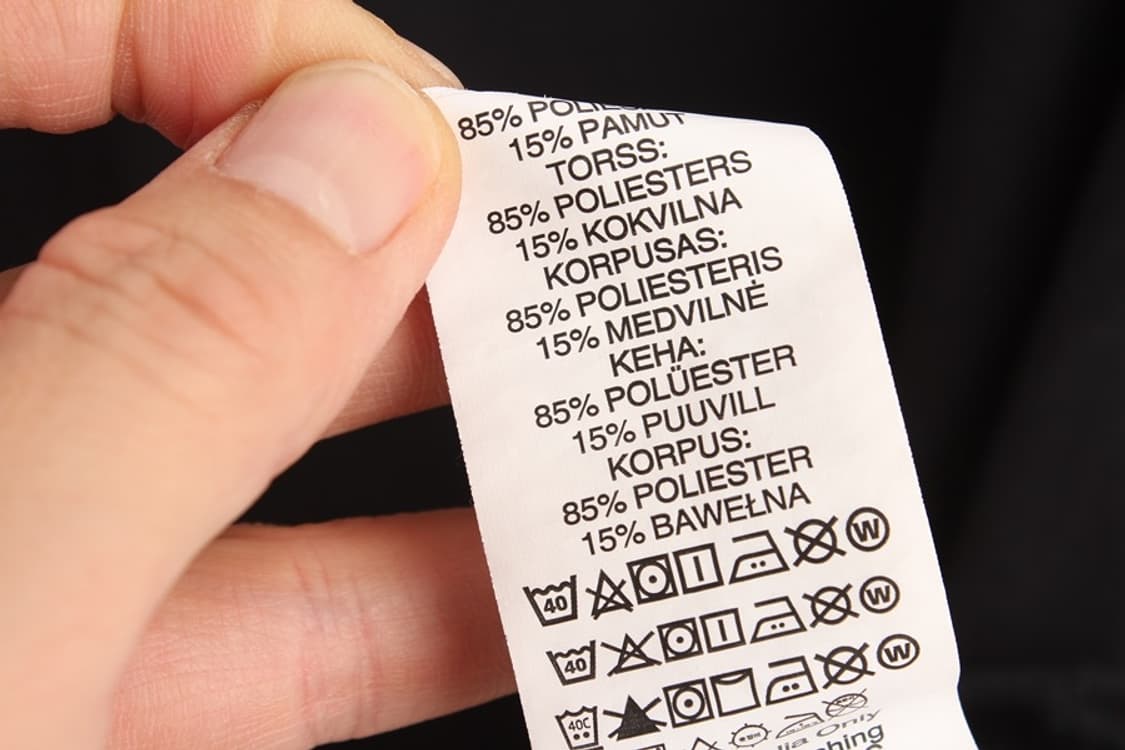 85%
15% PAMUT
TORSS:
85% POLIESTERS
15% KOKVILNA
KORPUSAS:
85% POLIESTERIS
15% MEDVILNĖ
KEHA:
85% POLÜESTER
15% PUUVILL
KORPUS:
85% POLIESTER
15% BAWEŁNA
40 W
40 W
40C W
Only